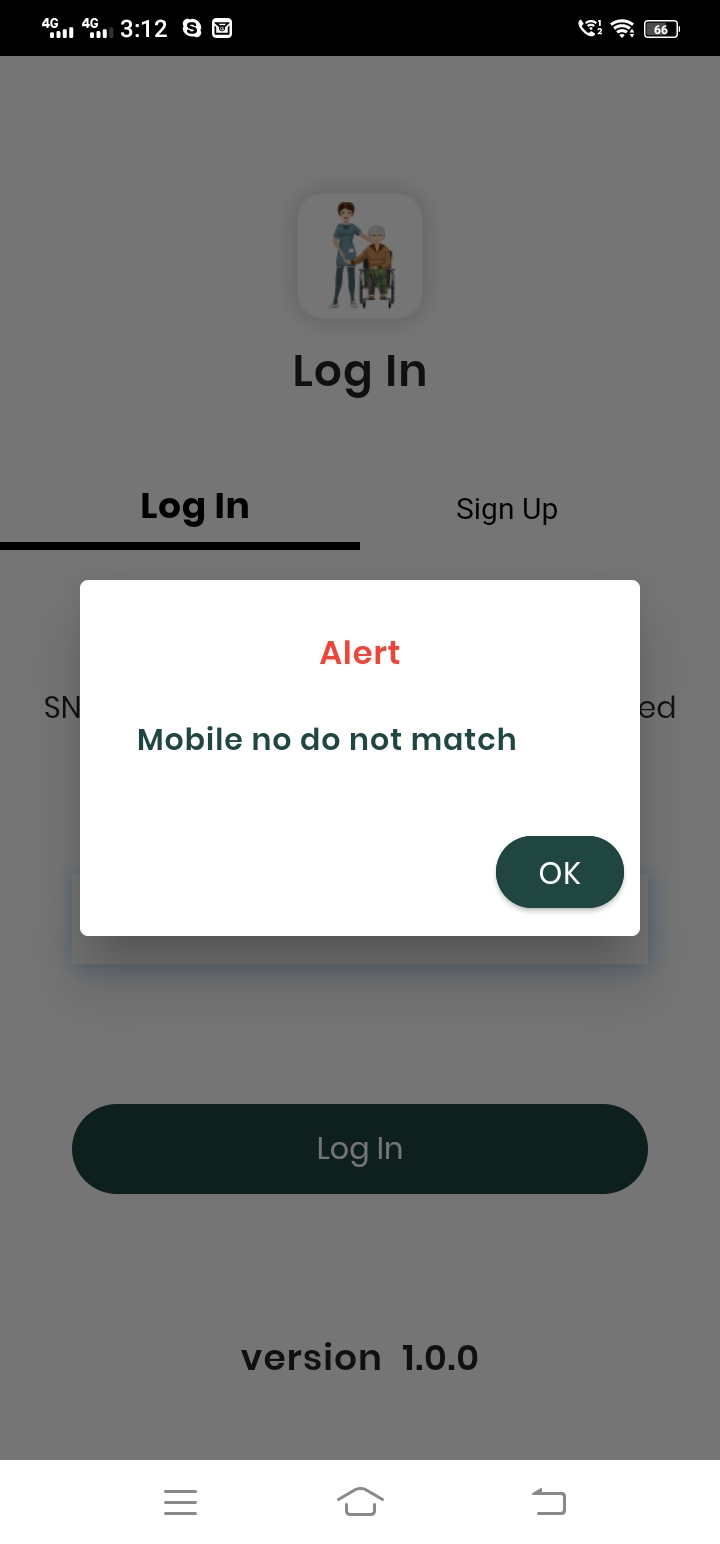 4G 4G 3:12 66
Log In
Log In Sign Up
Alert
SN ed
Mobile no do not match
OK
Log In
version 1.0.0